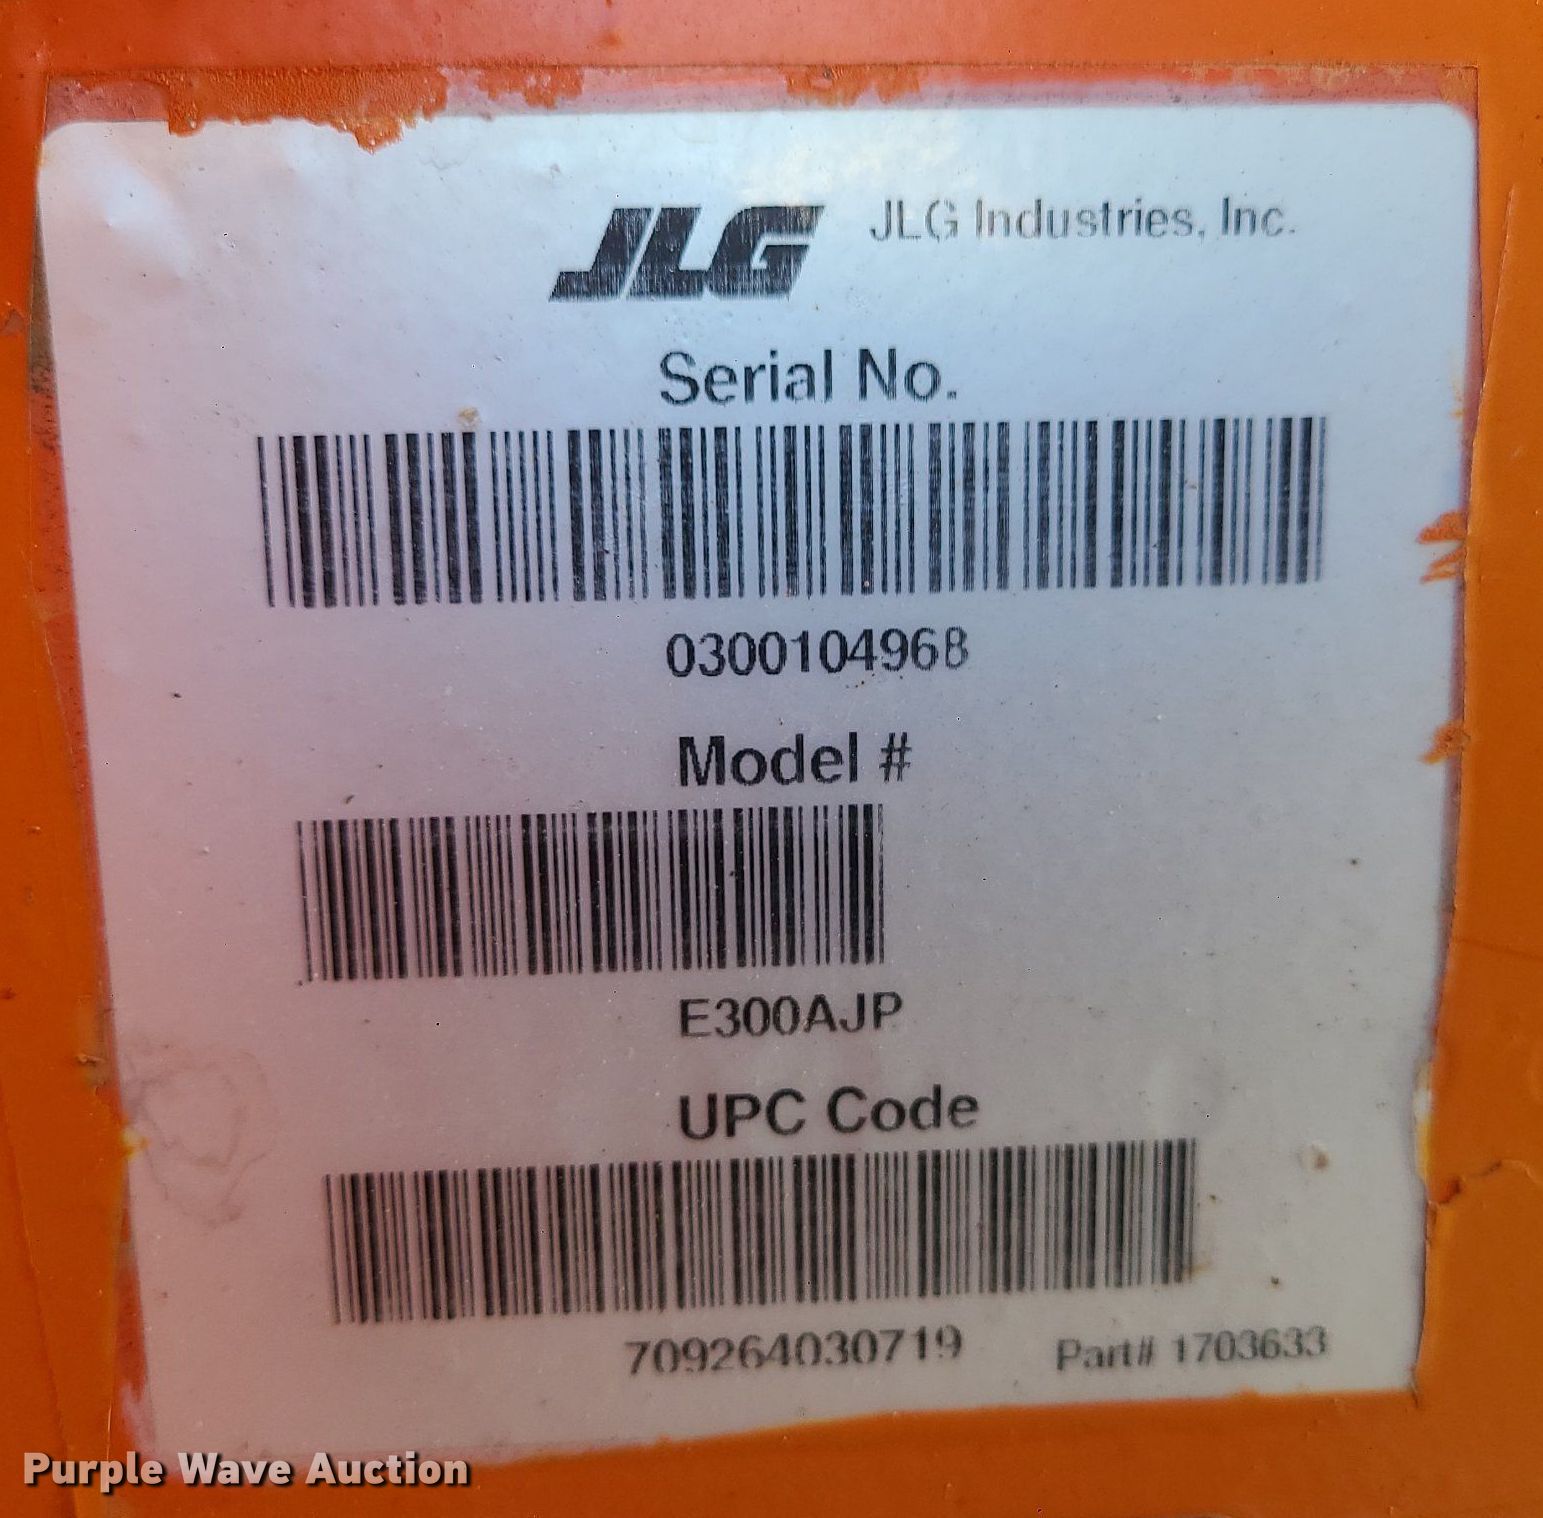 JLG JLG Industries, Inc.
Serial No.
0300104968
Model #
E300AJP
UPC Code
709264030719 Part# 1703633
Purple Wave Auction